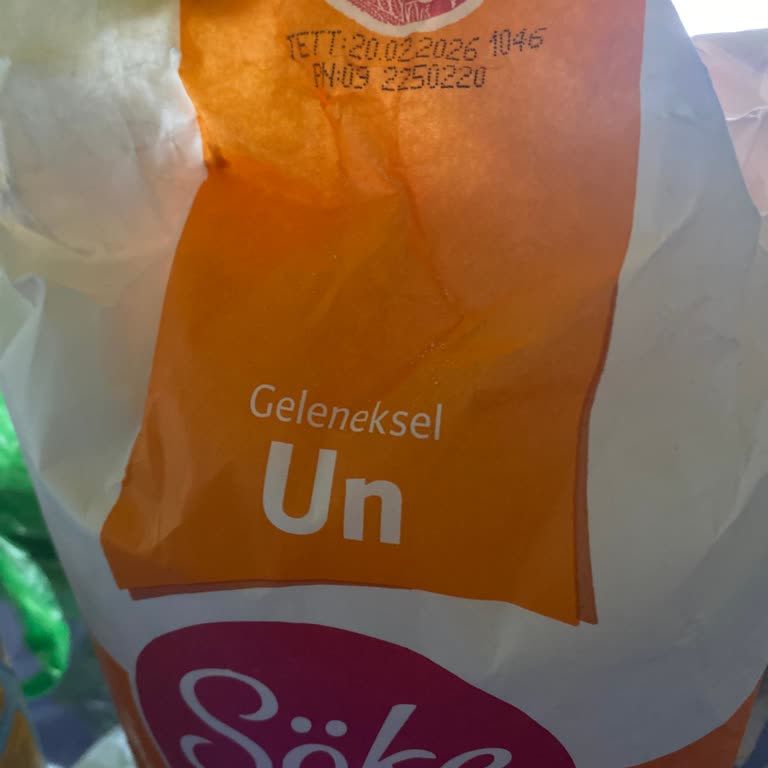 TETT:20.02.2026 1046
PN:09 2250220
Geleneksel
Un
Söke